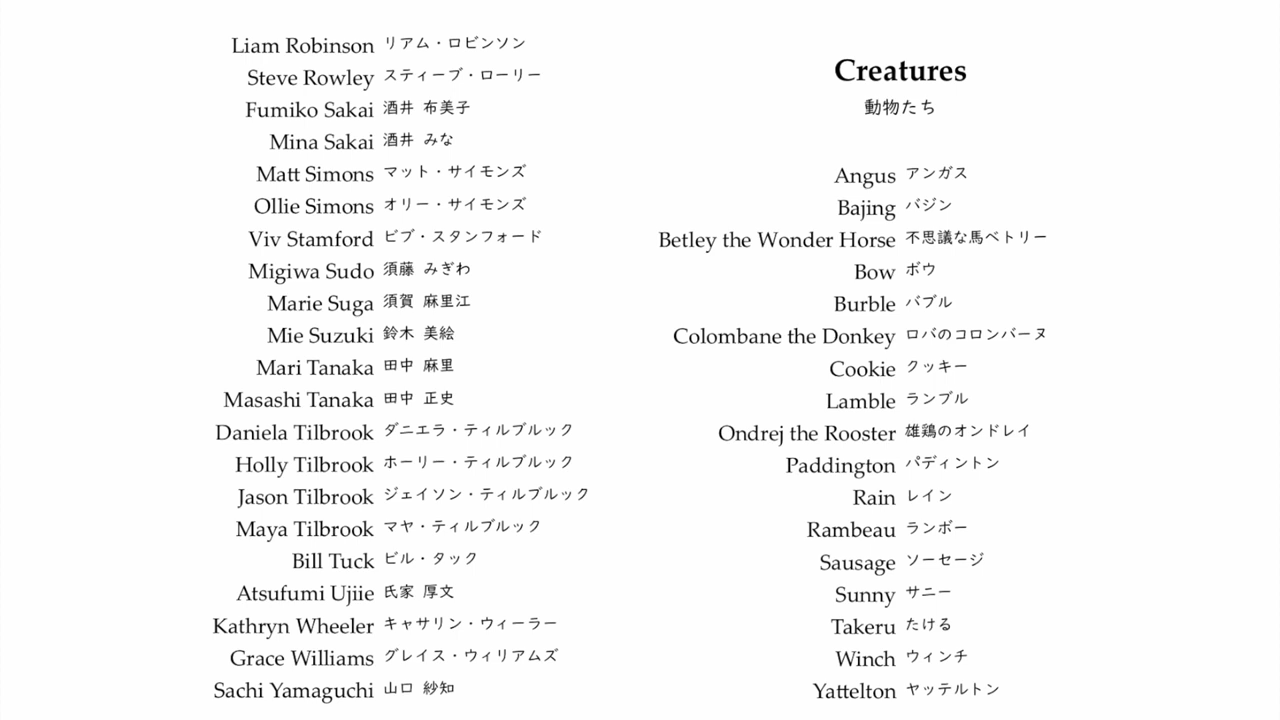 Liam Robinson リアム・ロビンソン
Steve Rowley スティーブ・ローリー
Fumiko Sakai 酒井 布美子
Mina Sakai 酒井 みな
Matt Simons マット・サイモンズ
Ollie Simons オリー・サイモンズ
Viv Stamford ビブ・スタンフォード
Migiwa Sudo 須藤 みぎわ
Marie Suga 須賀 麻里江
Mie Suzuki 鈴木 美絵
Mari Tanaka 田中 麻里
Masashi Tanaka 田中 正史
Daniela Tilbrook ダニエラ・ティルブルック
Holly Tilbrook ホーリー・ティルブルック
Jason Tilbrook ジェイソン・ティルブルック
Maya Tilbrook マヤ・ティルブルック
Bill Tuck ビル・タック
Atsufumi Ujiie 氏家 厚文
Kathryn Wheeler キャサリン・ウィーラー
Grace Williams グレイス・ウィリアムズ
Sachi Yamaguchi 山口 紗知
Creatures
動物たち
Angus アンガス
Bajing バジン
Betley the Wonder Horse 不思議な馬ベトリー
Bow ボウ
Burble バブル
Colombane the Donkey ロバのコロンバーヌ
Cookie クッキー
Lamble ランブル
Ondrej the Rooster 雄鶏のオンドレイ
Paddington パディントン
Rain レイン
Rambeau ランボー
Sausage ソーセージ
Sunny サニー
Takeru たける
Winch ウィンチ
Yattelton ヤッテルトン